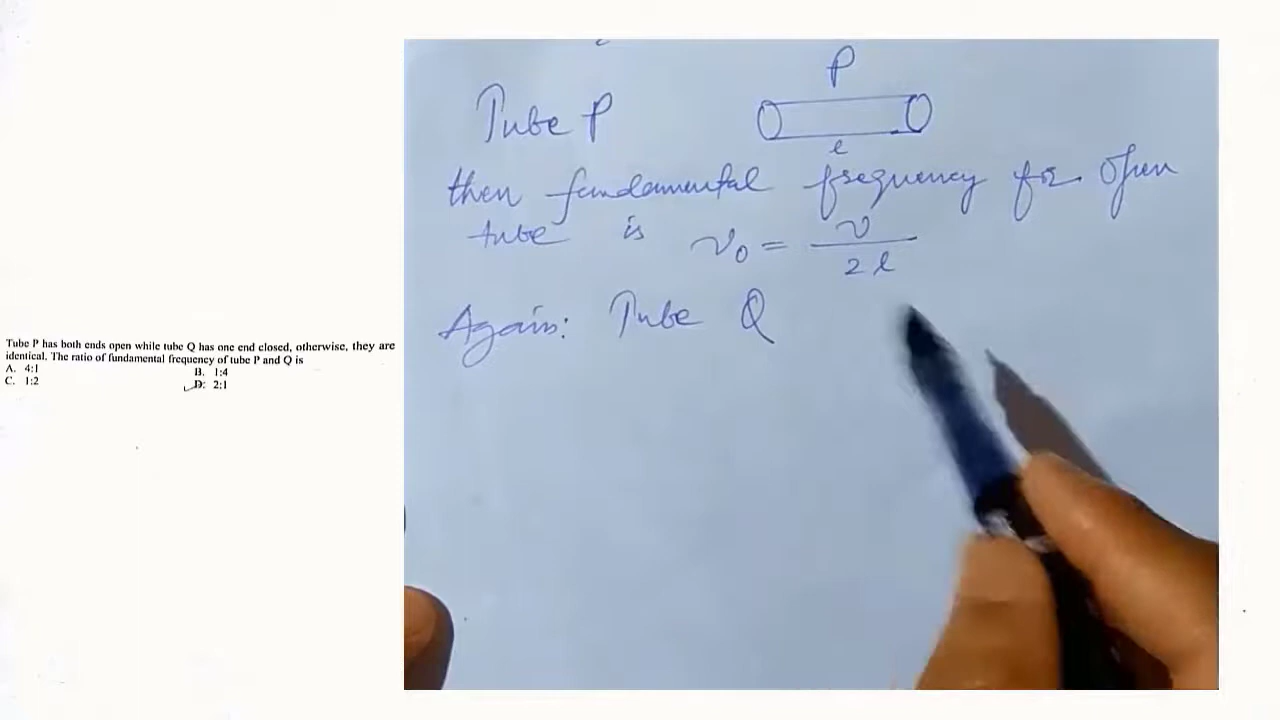 Tube P has both ends open while tube Q has one end closed, otherwise, they are
identical. The ratio of fundamental frequency of tube P and Q is
A. 4:1
B. 1:4
C. 1:2
D: 2:1
P
Tube P
l
then fundamental frequency for open
tube is ν₀ = v / 2l
Again: Tube Q